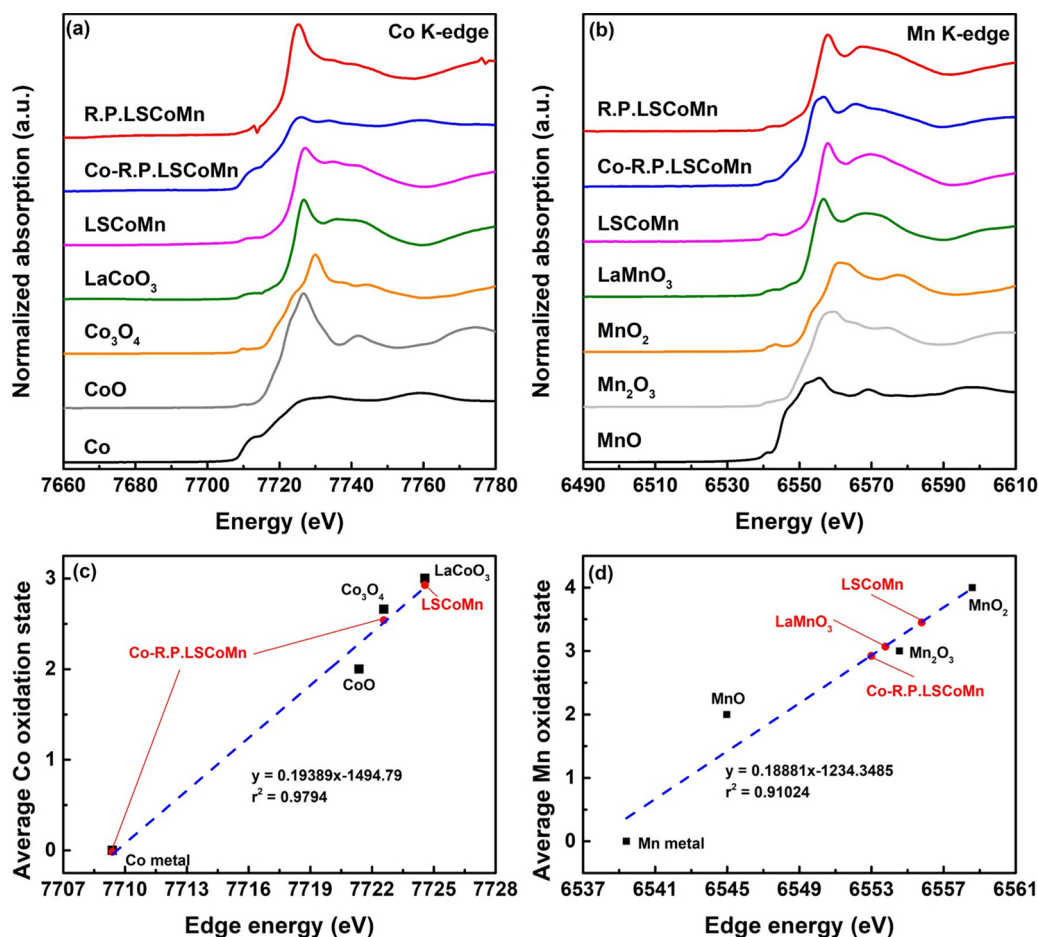 (a)
Co K-edge
Normalized absorption (a.u.)
R.P.LSCoMn
Co-R.P.LSCoMn
LSCoMn
LaCoO₃
Co₃O₄
CoO
Co
7660 7680 7700 7720 7740 7760 7780
Energy (eV)
(b)
Mn K-edge
Normalized absorption (a.u.)
R.P.LSCoMn
Co-R.P.LSCoMn
LSCoMn
LaMnO₃
MnO₂
Mn₂O₃
MnO
6490 6510 6530 6550 6570 6590 6610
Energy (eV)
(c)
Average Co oxidation state
3
2
1
0
LaCoO₃
Co₃O₄
LSCoMn
Co-R.P.LSCoMn
CoO
y = 0.19389x-1494.79
r² = 0.9794
Co metal
7707 7710 7713 7716 7719 7722 7725 7728
Edge energy (eV)
(d)
Average Mn oxidation state
4
3
2
1
0
LSCoMn
MnO₂
LaMnO₃
Mn₂O₃
Co-R.P.LSCoMn
MnO
y = 0.18881x-1234.3485
r² = 0.91024
Mn metal
6537 6541 6545 6549 6553 6557 6561
Edge energy (eV)